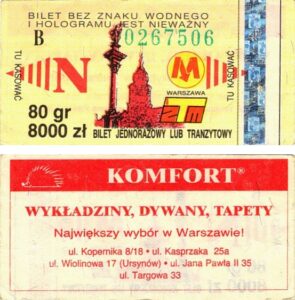 BILET BEZ ZNAKU WODNEGO
I HOLOGRAMU JEST NIEWAŻNY
B 70267506
TU KASOWAĆ
N
M
WARSZAWA
ZTM
TU KASOWAĆ
80 gr
8000 zł
BILET JEDNORAZOWY LUB TRANZYTOWY
KOMFORT®
WYKŁADZINY, DYWANY, TAPETY
Największy wybór w Warszawie!
ul. Kopernika 8/18 • ul. Kasprzaka 25a
ul. Wiolinowa 17 (Ursynów) • ul. Jana Pawła II 35
ul. Targowa 33